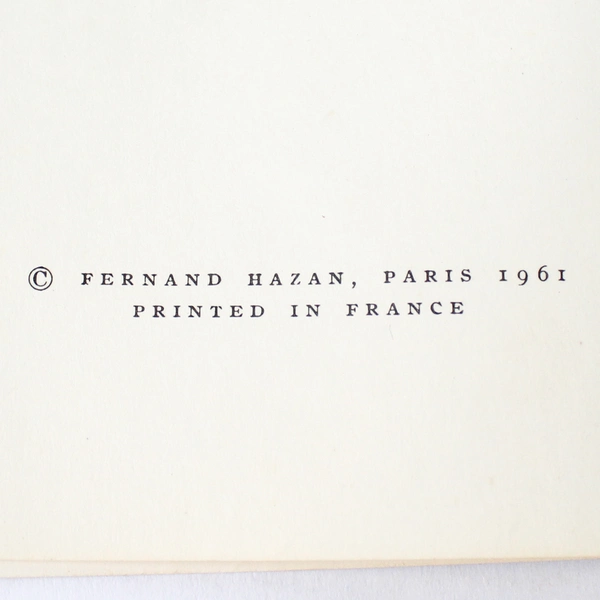 © FERNAND HAZAN, PARIS 1961
PRINTED IN FRANCE